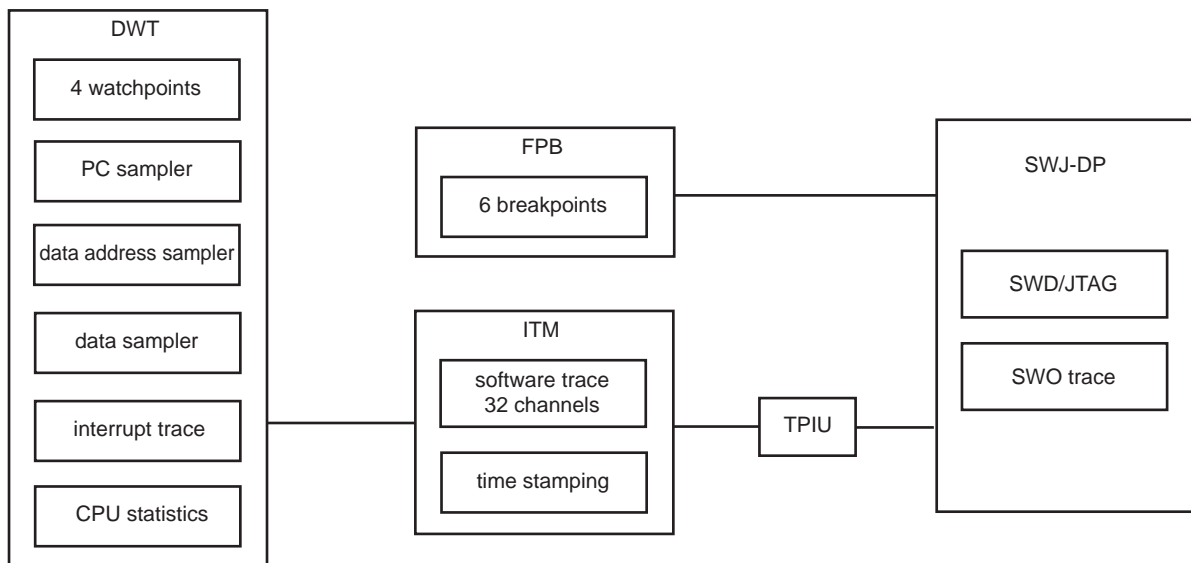 DWT
4 watchpoints
PC sampler
data address sampler
data sampler
interrupt trace
CPU statistics
FPB
6 breakpoints
ITM
software trace
32 channels
time stamping
TPIU
SWJ-DP
SWD/JTAG
SWO trace